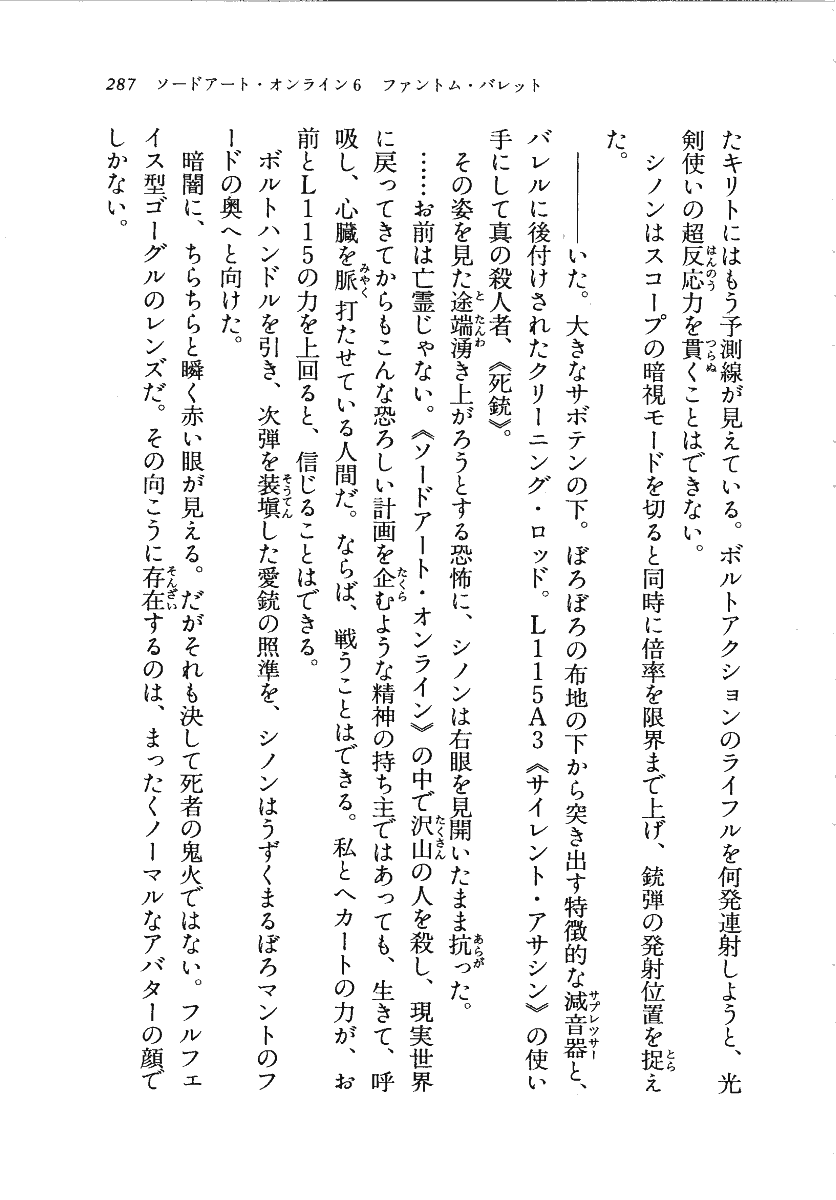 287 ソードアート・オンライン6 ファントム・バレット
たキリトにはもう予測線が見えている。ボルトアクションのライフルを何発連射しようと、光
剣使いの超反応力を貫くことはできない。
シノンはスコープの暗視モードを切ると同時に倍率を限界まで上げ、銃弾の発射位置を捉え
た。
――――いた。大きなサボテンの下。ぼろぼろの布地の下から突き出す特徴的な減音器と、
バレルに後付けされたクリーニング・ロッド。L115A3《サイレント・アサシン》の使い
手にして真の殺人者、《死銃》。
その姿を見た途端湧き上がろうとする恐怖に、シノンは右眼を見開いたまま抗った。
……お前は亡霊じゃない。《ソードアート・オンライン》の中で沢山の人を殺し、現実世界
に戻ってきてからもこんな恐ろしい計画を企むような精神の持ち主ではあっても、生きて、呼
吸し、心臓を脈打たせている人間だ。ならば、戦うことはできる。私とヘカートの力が、お
前とL115の力を上回ると、信じることはできる。
ボルトハンドルを引き、次弾を装塡した愛銃の照準を、シノンはうずくまるぼろマントのフ
ードの奥へと向けた。
暗闇に、ちらちらと瞬く赤い眼が見える。だがそれも決して死者の鬼火ではない。フルフェ
イス型ゴーグルのレンズだ。その向こうに存在するのは、まったくノーマルなアバターの顔で
しかない。